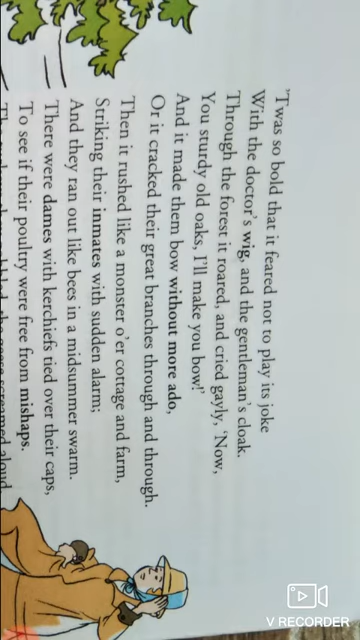 'Twas so bold that it feared not to play its joke
With the doctor's wig, and the gentleman's cloak.
Through the forest it roared, and cried gayly, 'Now,
You sturdy old oaks, I'll make you bow!'
And it made them bow without more ado,
Or it cracked their great branches through and through.
Then it rushed like a monster o'er cottage and farm,
Striking their inmates with sudden alarm;
And they ran out like bees in a midsummer swarm.
There were dames with kerchiefs tied over their caps,
To see if their poultry were free from mishaps.
screamed aloud
V RECORDER